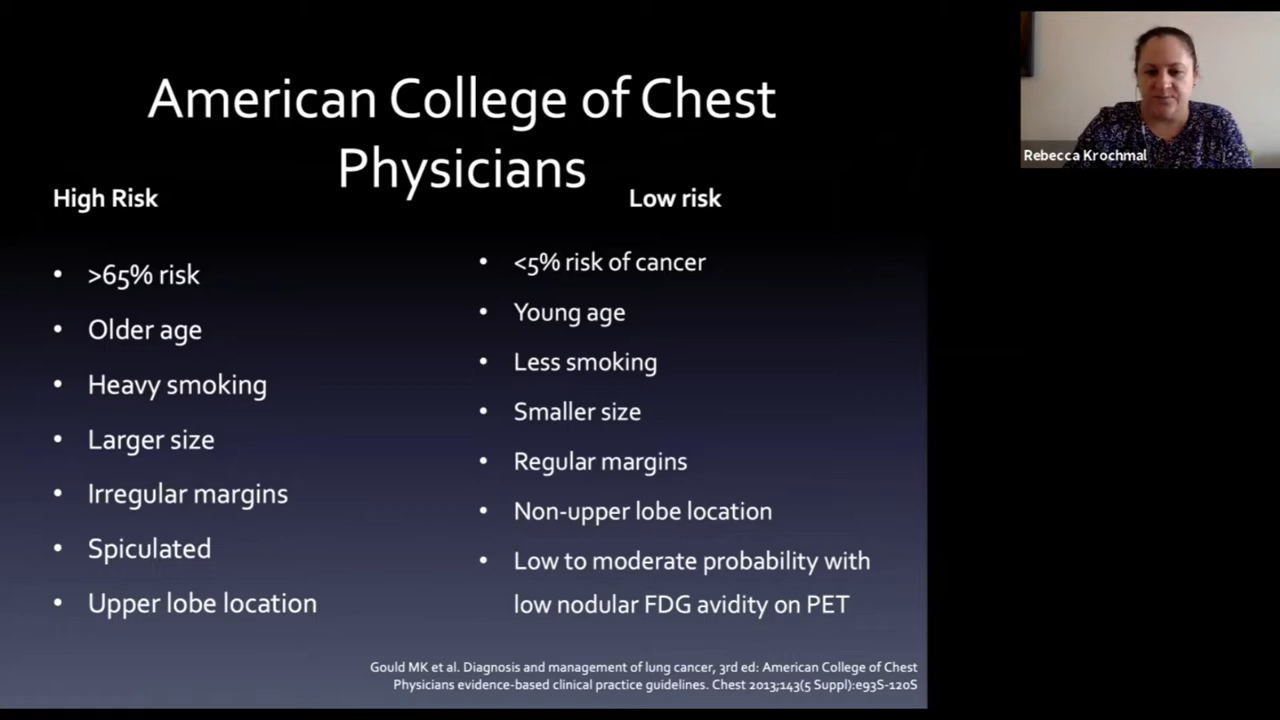 American College of Chest
Physicians
High Risk
• >65% risk
• Older age
• Heavy smoking
• Larger size
• Irregular margins
• Spiculated
• Upper lobe location
Low risk
• <5% risk of cancer
• Young age
• Less smoking
• Smaller size
• Regular margins
• Non-upper lobe location
• Low to moderate probability with
low nodular FDG avidity on PET
Gould MK et al. Diagnosis and management of lung cancer, 3rd ed: American College of Chest
Physicians evidence-based clinical practice guidelines. Chest 2013;143(5 Suppl):e93S-120S
Rebecca Krochmal